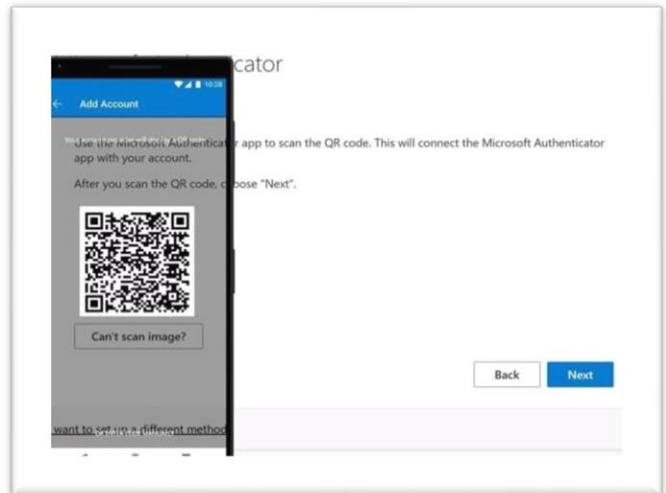 cator
10:28
← Add Account
Use the Microsoft Authenticator app to scan the QR code. This will connect the Microsoft Authenticator
app with your account.
After you scan the QR code, choose "Next".
Can't scan image?
Back
Next
want to set up a different method